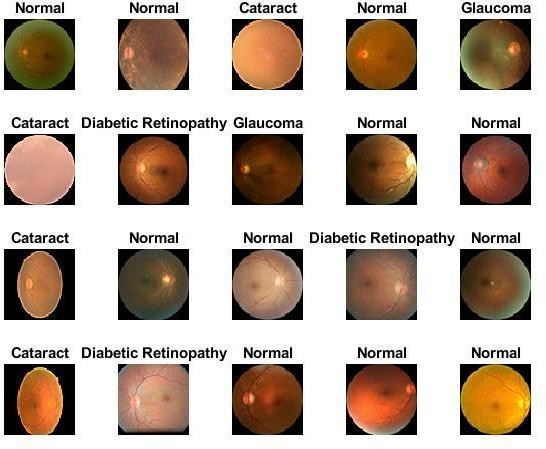 Normal Normal Cataract Normal Glaucoma
Cataract Diabetic Retinopathy Glaucoma Normal Normal
Cataract Normal Normal Diabetic Retinopathy Normal
Cataract Diabetic Retinopathy Normal Normal Normal